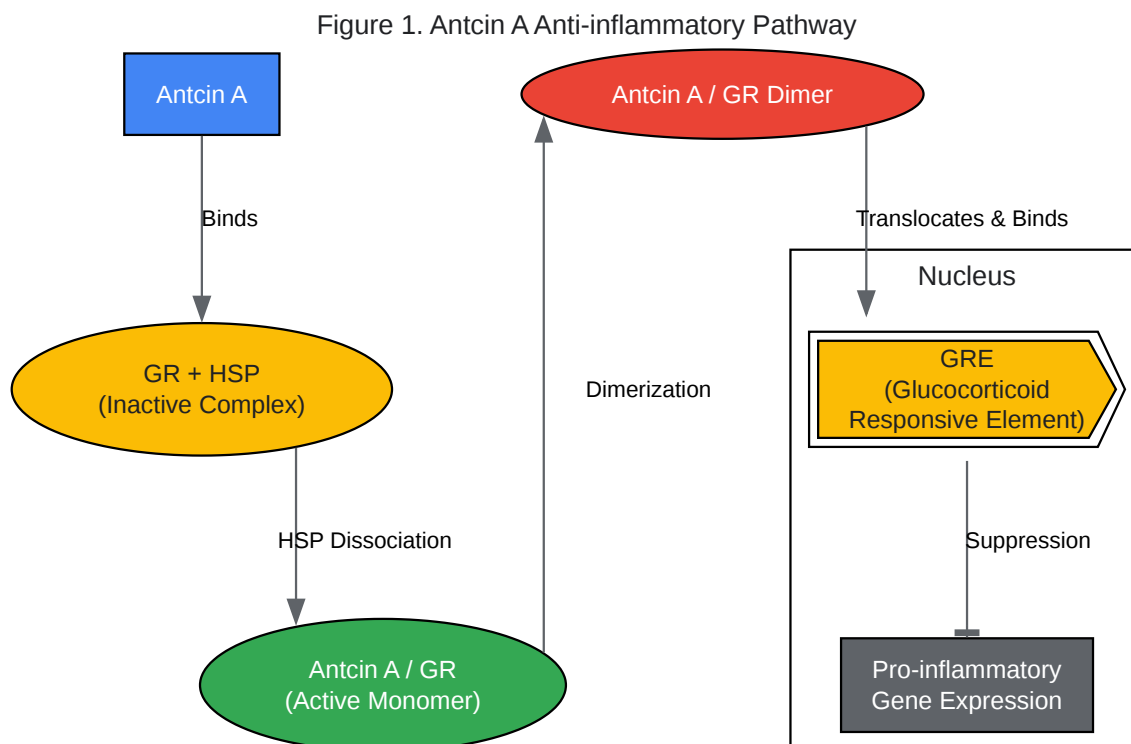 Figure 1. Antcin A Anti-inflammatory Pathway
Antcin A
Binds
GR + HSP
(Inactive Complex)
HSP Dissociation
Antcin A / GR
(Active Monomer)
Dimerization
Antcin A / GR Dimer
Translocates & Binds
Nucleus
GRE
(Glucocorticoid
Responsive Element)
Suppression
Pro-inflammatory
Gene Expression